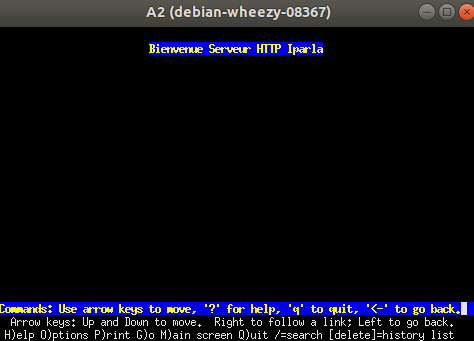 A2 (debian-wheezy-08367)
Bienvenue Serveur HTTP Iparla
Commands: Use arrow keys to move, '?' for help, 'q' to quit, '<-' to go back.
Arrow keys: Up and Down to move.  Right to follow a link; Left to go back.
H)elp O)ptions P)rint G)o M)ain screen Q)uit /=search [delete]=history list